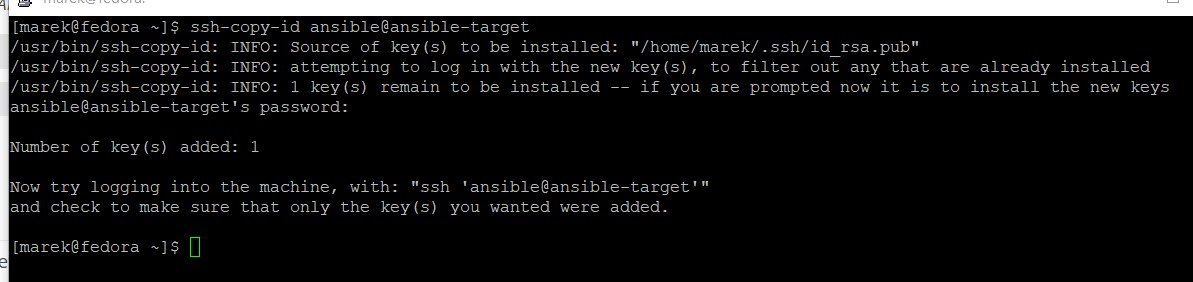 marek@fedora:
[marek@fedora ~]$ ssh-copy-id ansible@ansible-target
/usr/bin/ssh-copy-id: INFO: Source of key(s) to be installed: "/home/marek/.ssh/id_rsa.pub"
/usr/bin/ssh-copy-id: INFO: attempting to log in with the new key(s), to filter out any that are already installed
/usr/bin/ssh-copy-id: INFO: 1 key(s) remain to be installed -- if you are prompted now it is to install the new keys
ansible@ansible-target's password:
Number of key(s) added: 1
Now try logging into the machine, with: "ssh 'ansible@ansible-target'"
and check to make sure that only the key(s) you wanted were added.
[marek@fedora ~]$